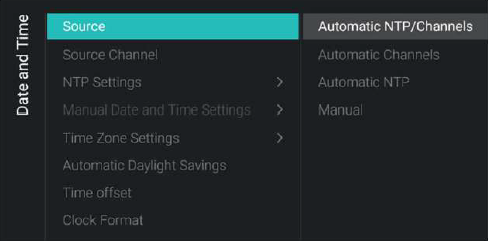 Date and Time
Source
Source Channel
NTP Settings >
Manual Date and Time Settings >
Time Zone Settings >
Automatic Daylight Savings
Time offset
Clock Format
Automatic NTP/Channels
Automatic Channels
Automatic NTP
Manual